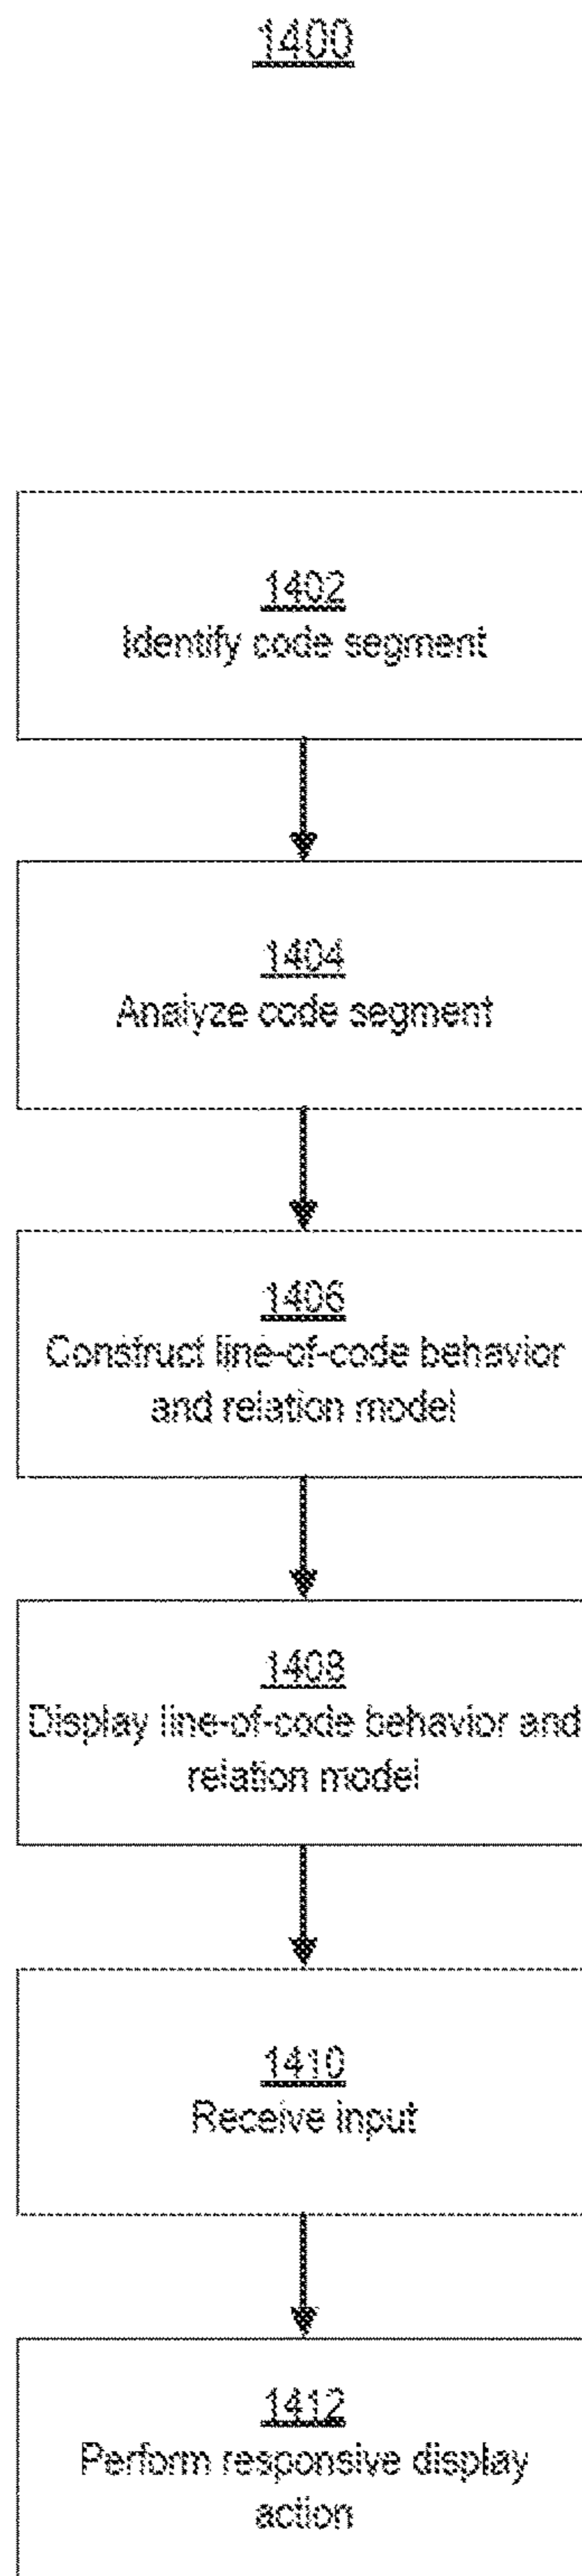 1400
1402
Identify code segment
1404
Analyze code segment
1406
Construct line-of-code behavior
and relation model
1408
Display line-of-code behavior and
relation model
1410
Receive input
1412
Perform responsive display
action